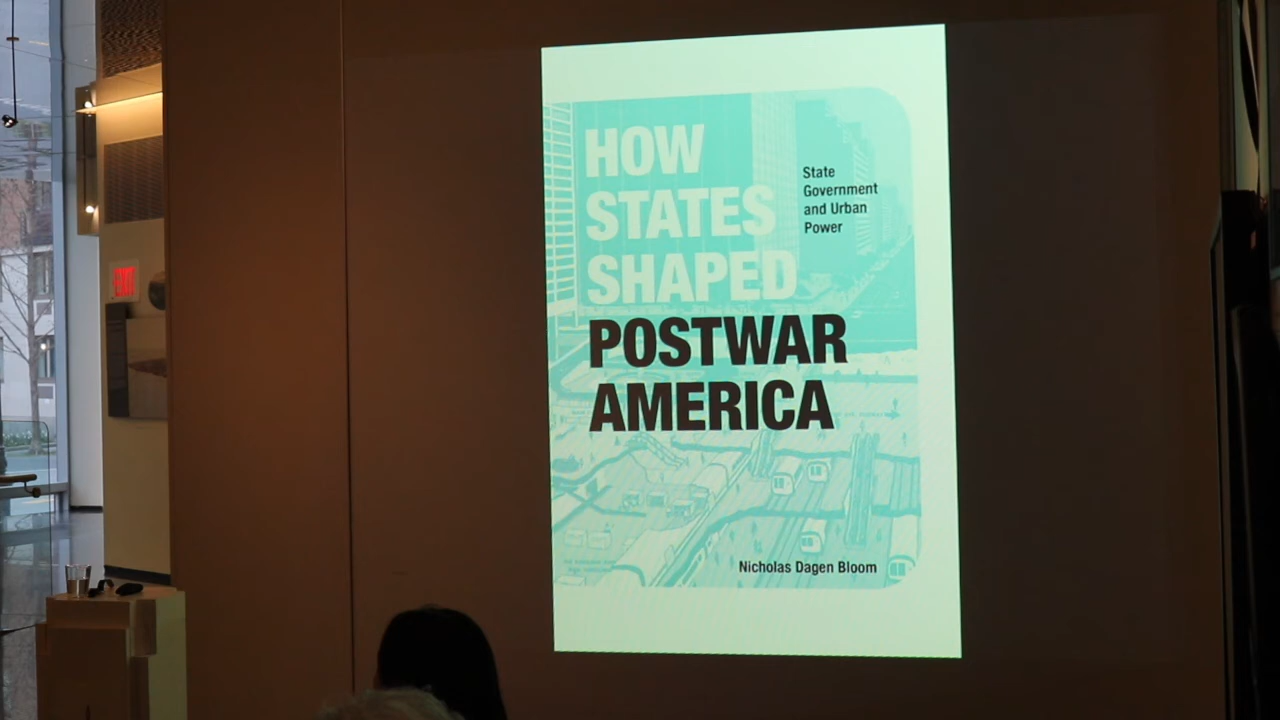 HOW
STATES
SHAPED
POSTWAR
AMERICA
State
Government
and Urban
Power
Nicholas Dagen Bloom
EXIT